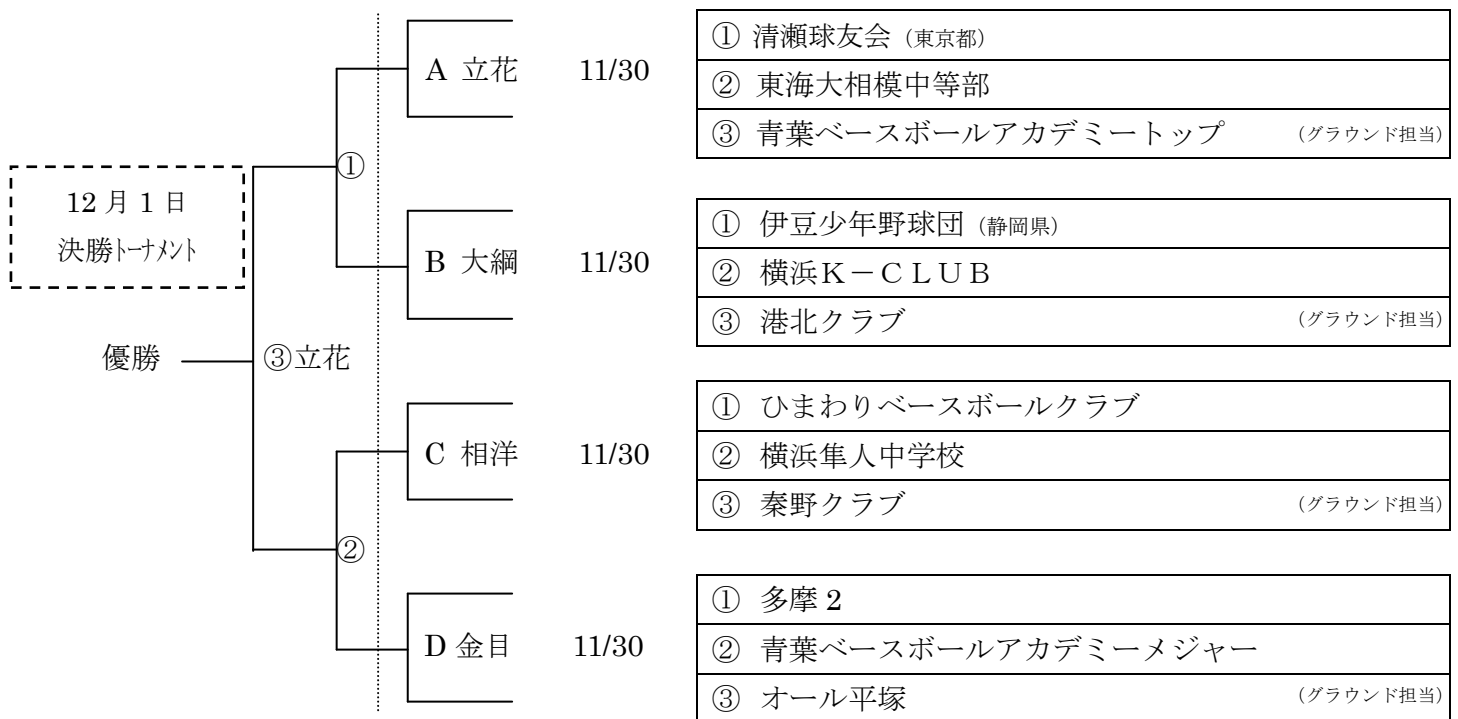 A 立花 11/30
① 清瀬球友会（東京都）
② 東海大相模中等部
③ 青葉ベースボールアカデミートップ （グラウンド担当）
①
12 月 1 日
決勝トーナメント
B 大綱 11/30
① 伊豆少年野球団（静岡県）
② 横浜K－CLUB
③ 港北クラブ （グラウンド担当）
優勝 ③立花
C 相洋 11/30
① ひまわりベースボールクラブ
② 横浜隼人中学校
③ 秦野クラブ （グラウンド担当）
②
D 金目 11/30
① 多摩 2
② 青葉ベースボールアカデミーメジャー
③ オール平塚 （グラウンド担当）